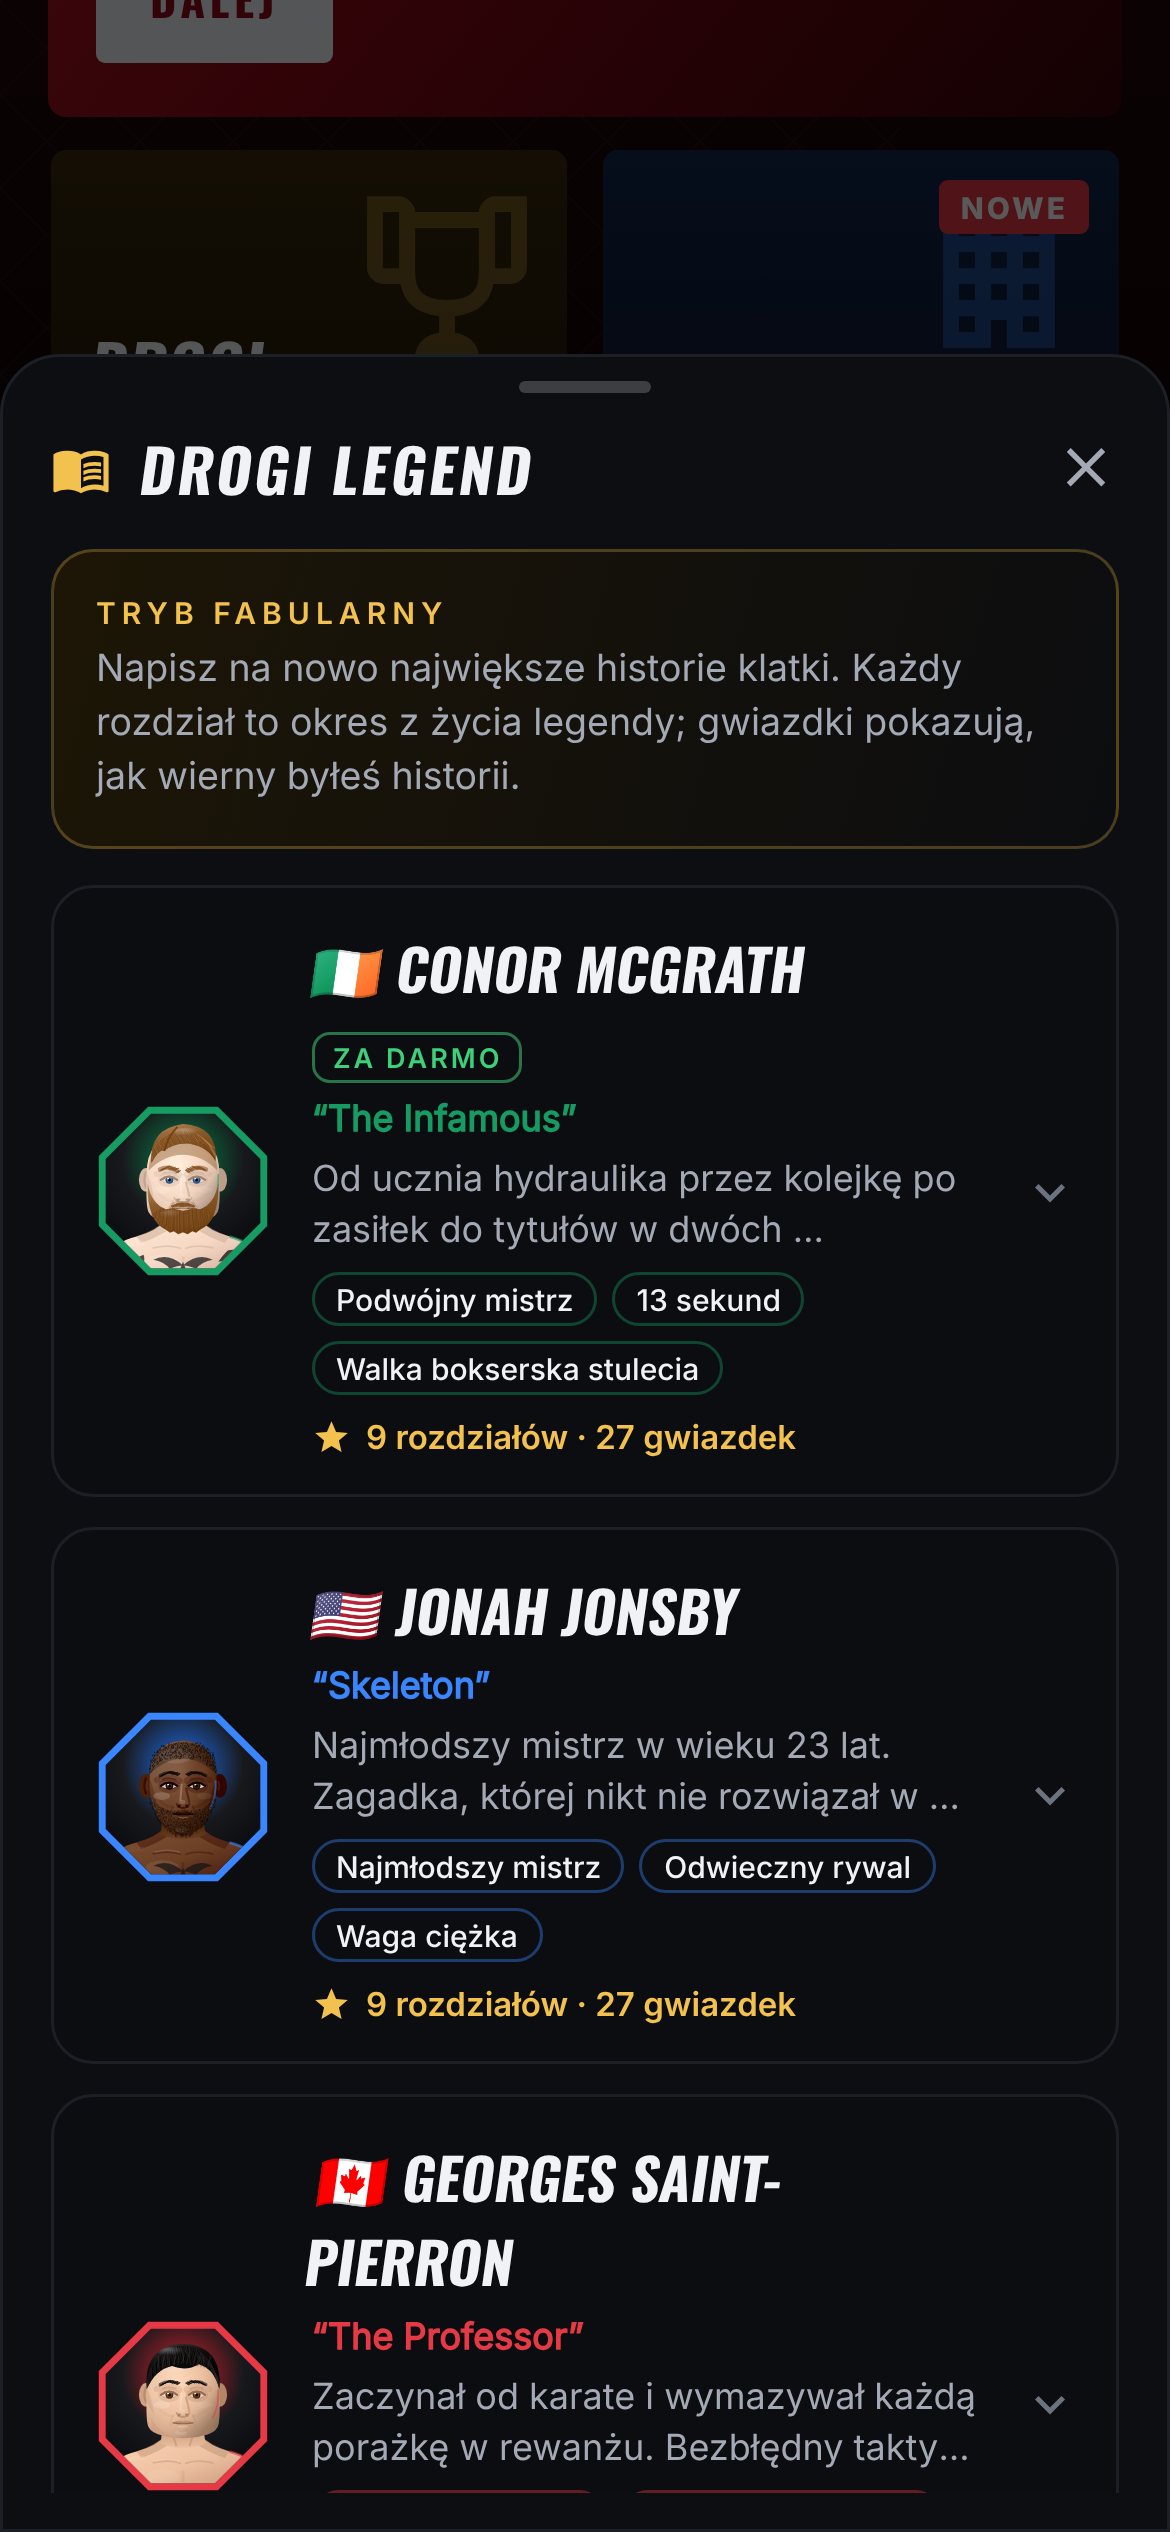 DALEJ
NOWE
DROGI
DROGI LEGEND
TRYB FABULARNY
Napisz na nowo największe historie klatki. Każdy
rozdział to okres z życia legendy; gwiazdki pokazują,
jak wierny byłeś historii.
CONOR MCGRATH
ZA DARMO
“The Infamous”
Od ucznia hydraulika przez kolejkę po
zasiłek do tytułów w dwóch ...
Podwójny mistrz
13 sekund
Walka bokserska stulecia
9 rozdziałów · 27 gwiazdek
JONAH JONSBY
“Skeleton”
Najmłodszy mistrz w wieku 23 lat.
Zagadka, której nikt nie rozwiązał w ...
Najmłodszy mistrz
Odwieczny rywal
Waga ciężka
9 rozdziałów · 27 gwiazdek
GEORGES SAINT-
PIERRON
“The Professor”
Zaczynał od karate i wymazywał każdą
porażkę w rewanżu. Bezbłędny takty...